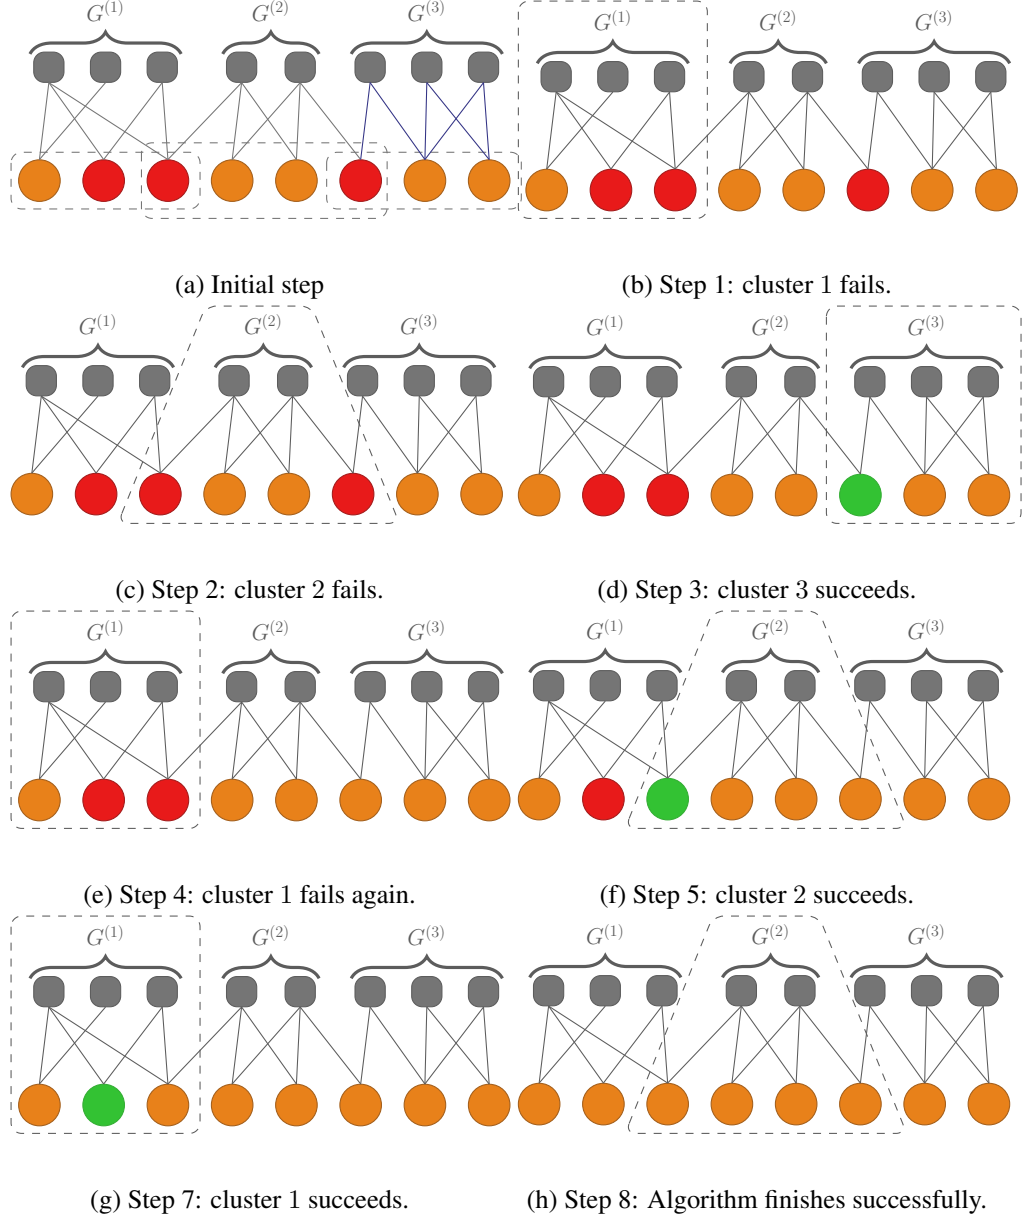 G^{(1)} G^{(2)} G^{(3)}
G^{(1)} G^{(2)} G^{(3)}
(a) Initial step
(b) Step 1: cluster 1 fails.
G^{(1)} G^{(2)} G^{(3)}
G^{(1)} G^{(2)} G^{(3)}
(c) Step 2: cluster 2 fails.
(d) Step 3: cluster 3 succeeds.
G^{(1)} G^{(2)} G^{(3)}
G^{(1)} G^{(2)} G^{(3)}
(e) Step 4: cluster 1 fails again.
(f) Step 5: cluster 2 succeeds.
G^{(1)} G^{(2)} G^{(3)}
G^{(1)} G^{(2)} G^{(3)}
(g) Step 7: cluster 1 succeeds.
(h) Step 8: Algorithm finishes successfully.